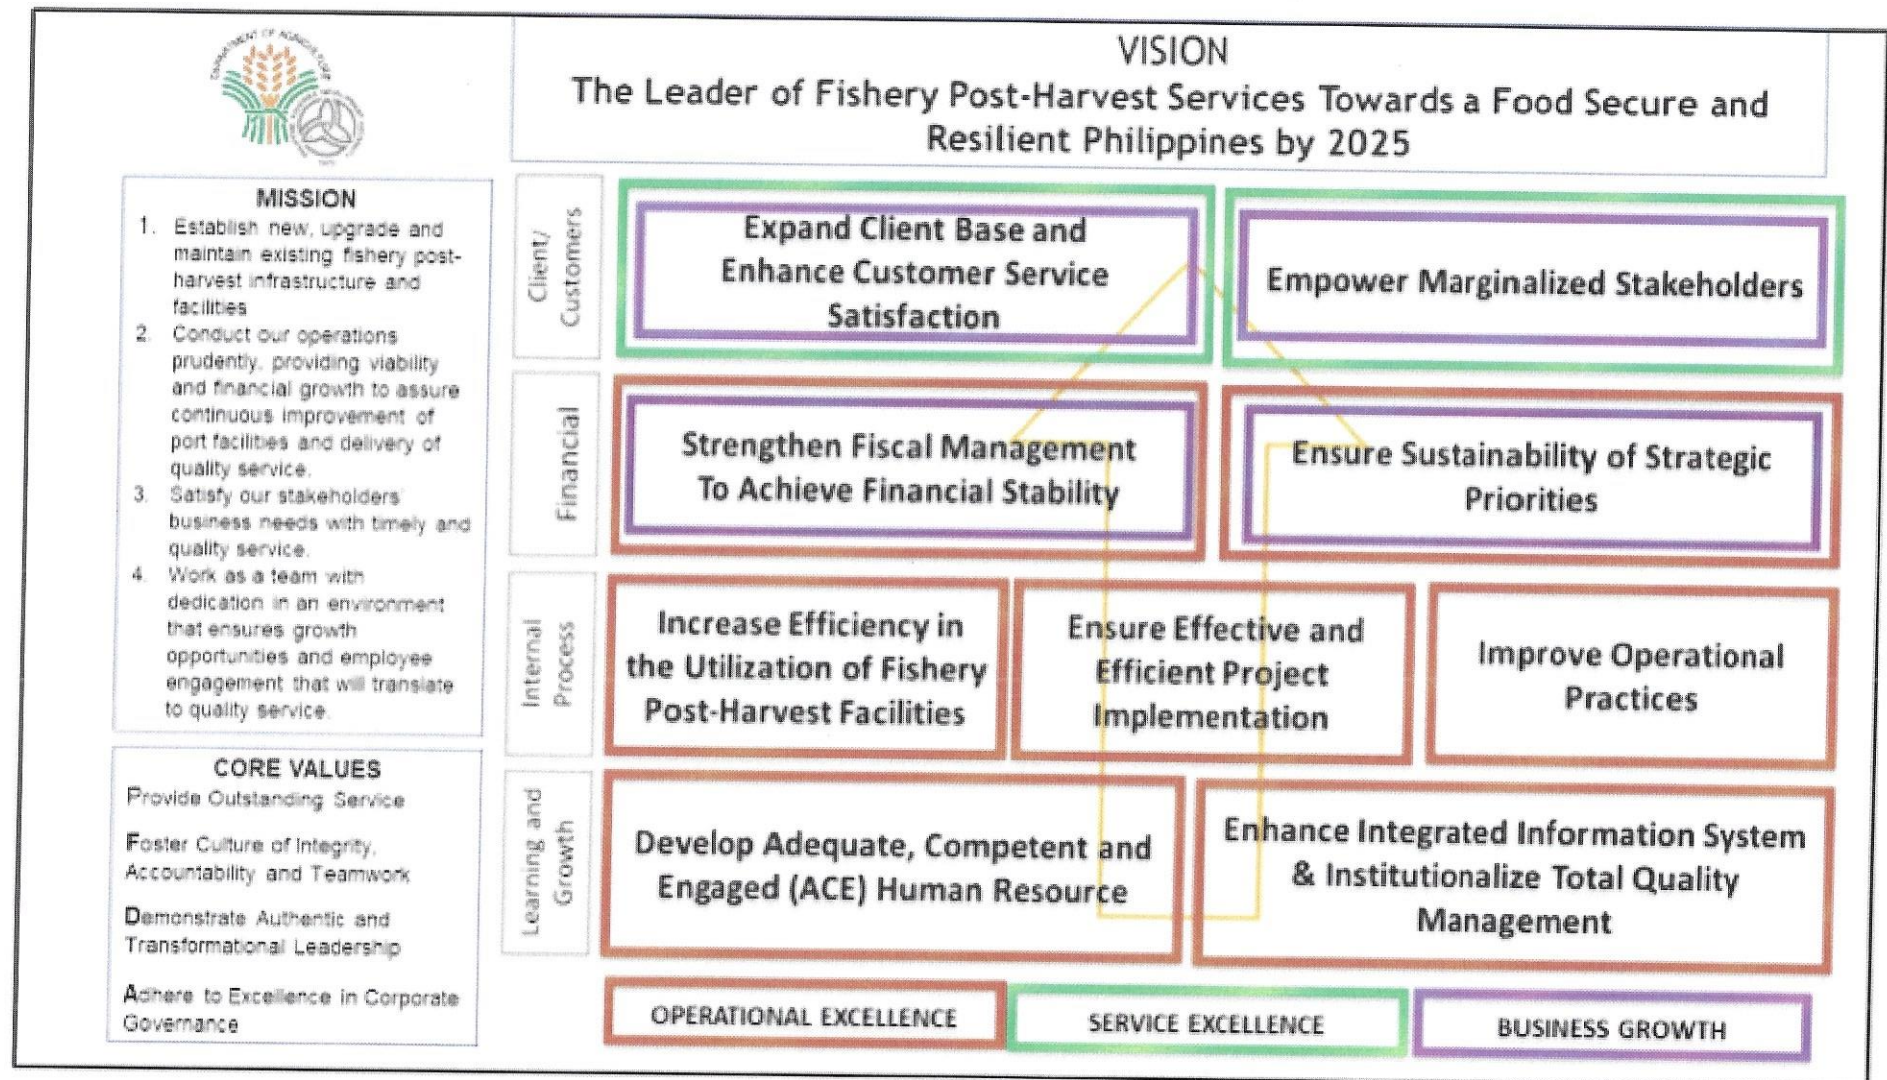 DEPARTMENT OF AGRICULTURE
VISION
The Leader of Fishery Post-Harvest Services Towards a Food Secure and
Resilient Philippines by 2025
MISSION
1. Establish new, upgrade and
maintain existing fishery post-
harvest infrastructure and
facilities
2. Conduct our operations
prudently, providing viability
and financial growth to assure
continuous improvement of
port facilities and delivery of
quality service.
3. Satisfy our stakeholders'
business needs with timely and
quality service.
4. Work as a team with
dedication in an environment
that ensures growth
opportunities and employee
engagement that will translate
to quality service.
CORE VALUES
Provide Outstanding Service
Foster Culture of Integrity,
Accountability and Teamwork
Demonstrate Authentic and
Transformational Leadership
Adhere to Excellence in Corporate
Governance
Client/
Customers
Expand Client Base and
Enhance Customer Service
Satisfaction
Empower Marginalized Stakeholders
Financial
Strengthen Fiscal Management
To Achieve Financial Stability
Ensure Sustainability of Strategic
Priorities
Internal
Process
Increase Efficiency in
the Utilization of Fishery
Post-Harvest Facilities
Ensure Effective and
Efficient Project
Implementation
Improve Operational
Practices
Learning and
Growth
Develop Adequate, Competent and
Engaged (ACE) Human Resource
Enhance Integrated Information System
& Institutionalize Total Quality
Management
OPERATIONAL EXCELLENCE
SERVICE EXCELLENCE
BUSINESS GROWTH